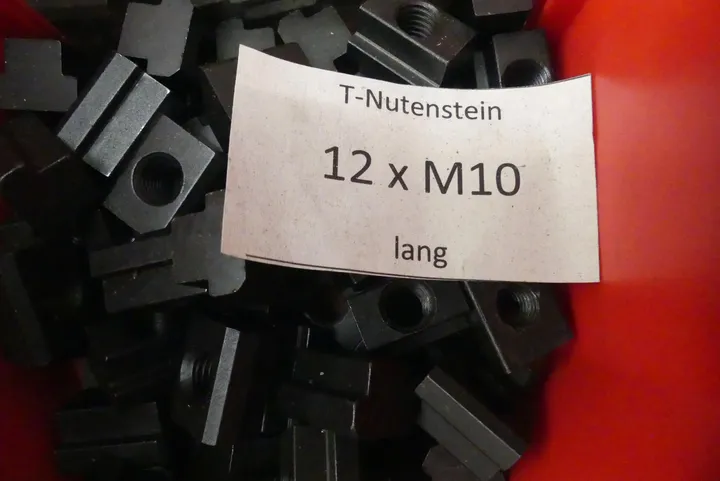 T-Nutenstein
12 x M10
lang